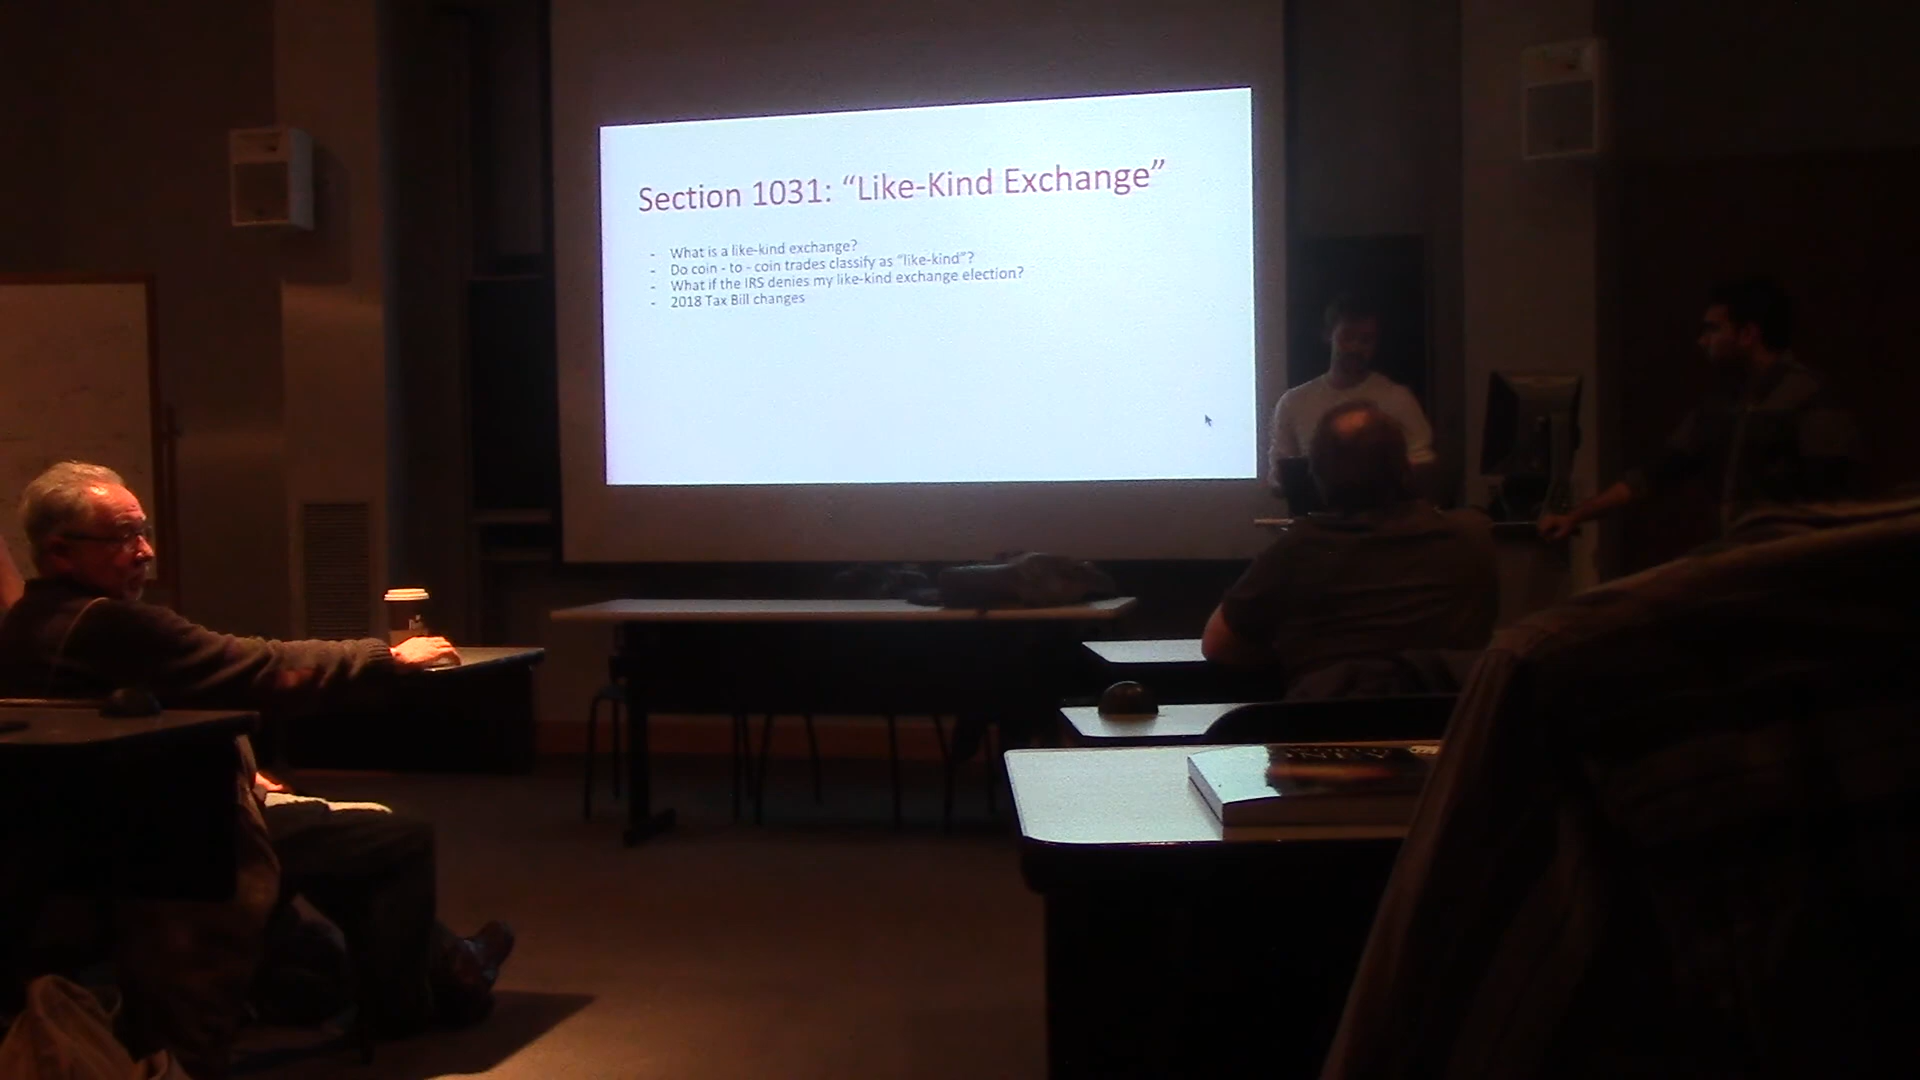 Section 1031: “Like-Kind Exchange”
- What is a like-kind exchange?
- Do coin - to - coin trades classify as “like-kind”?
- What if the IRS denies my like-kind exchange election?
- 2018 Tax Bill changes